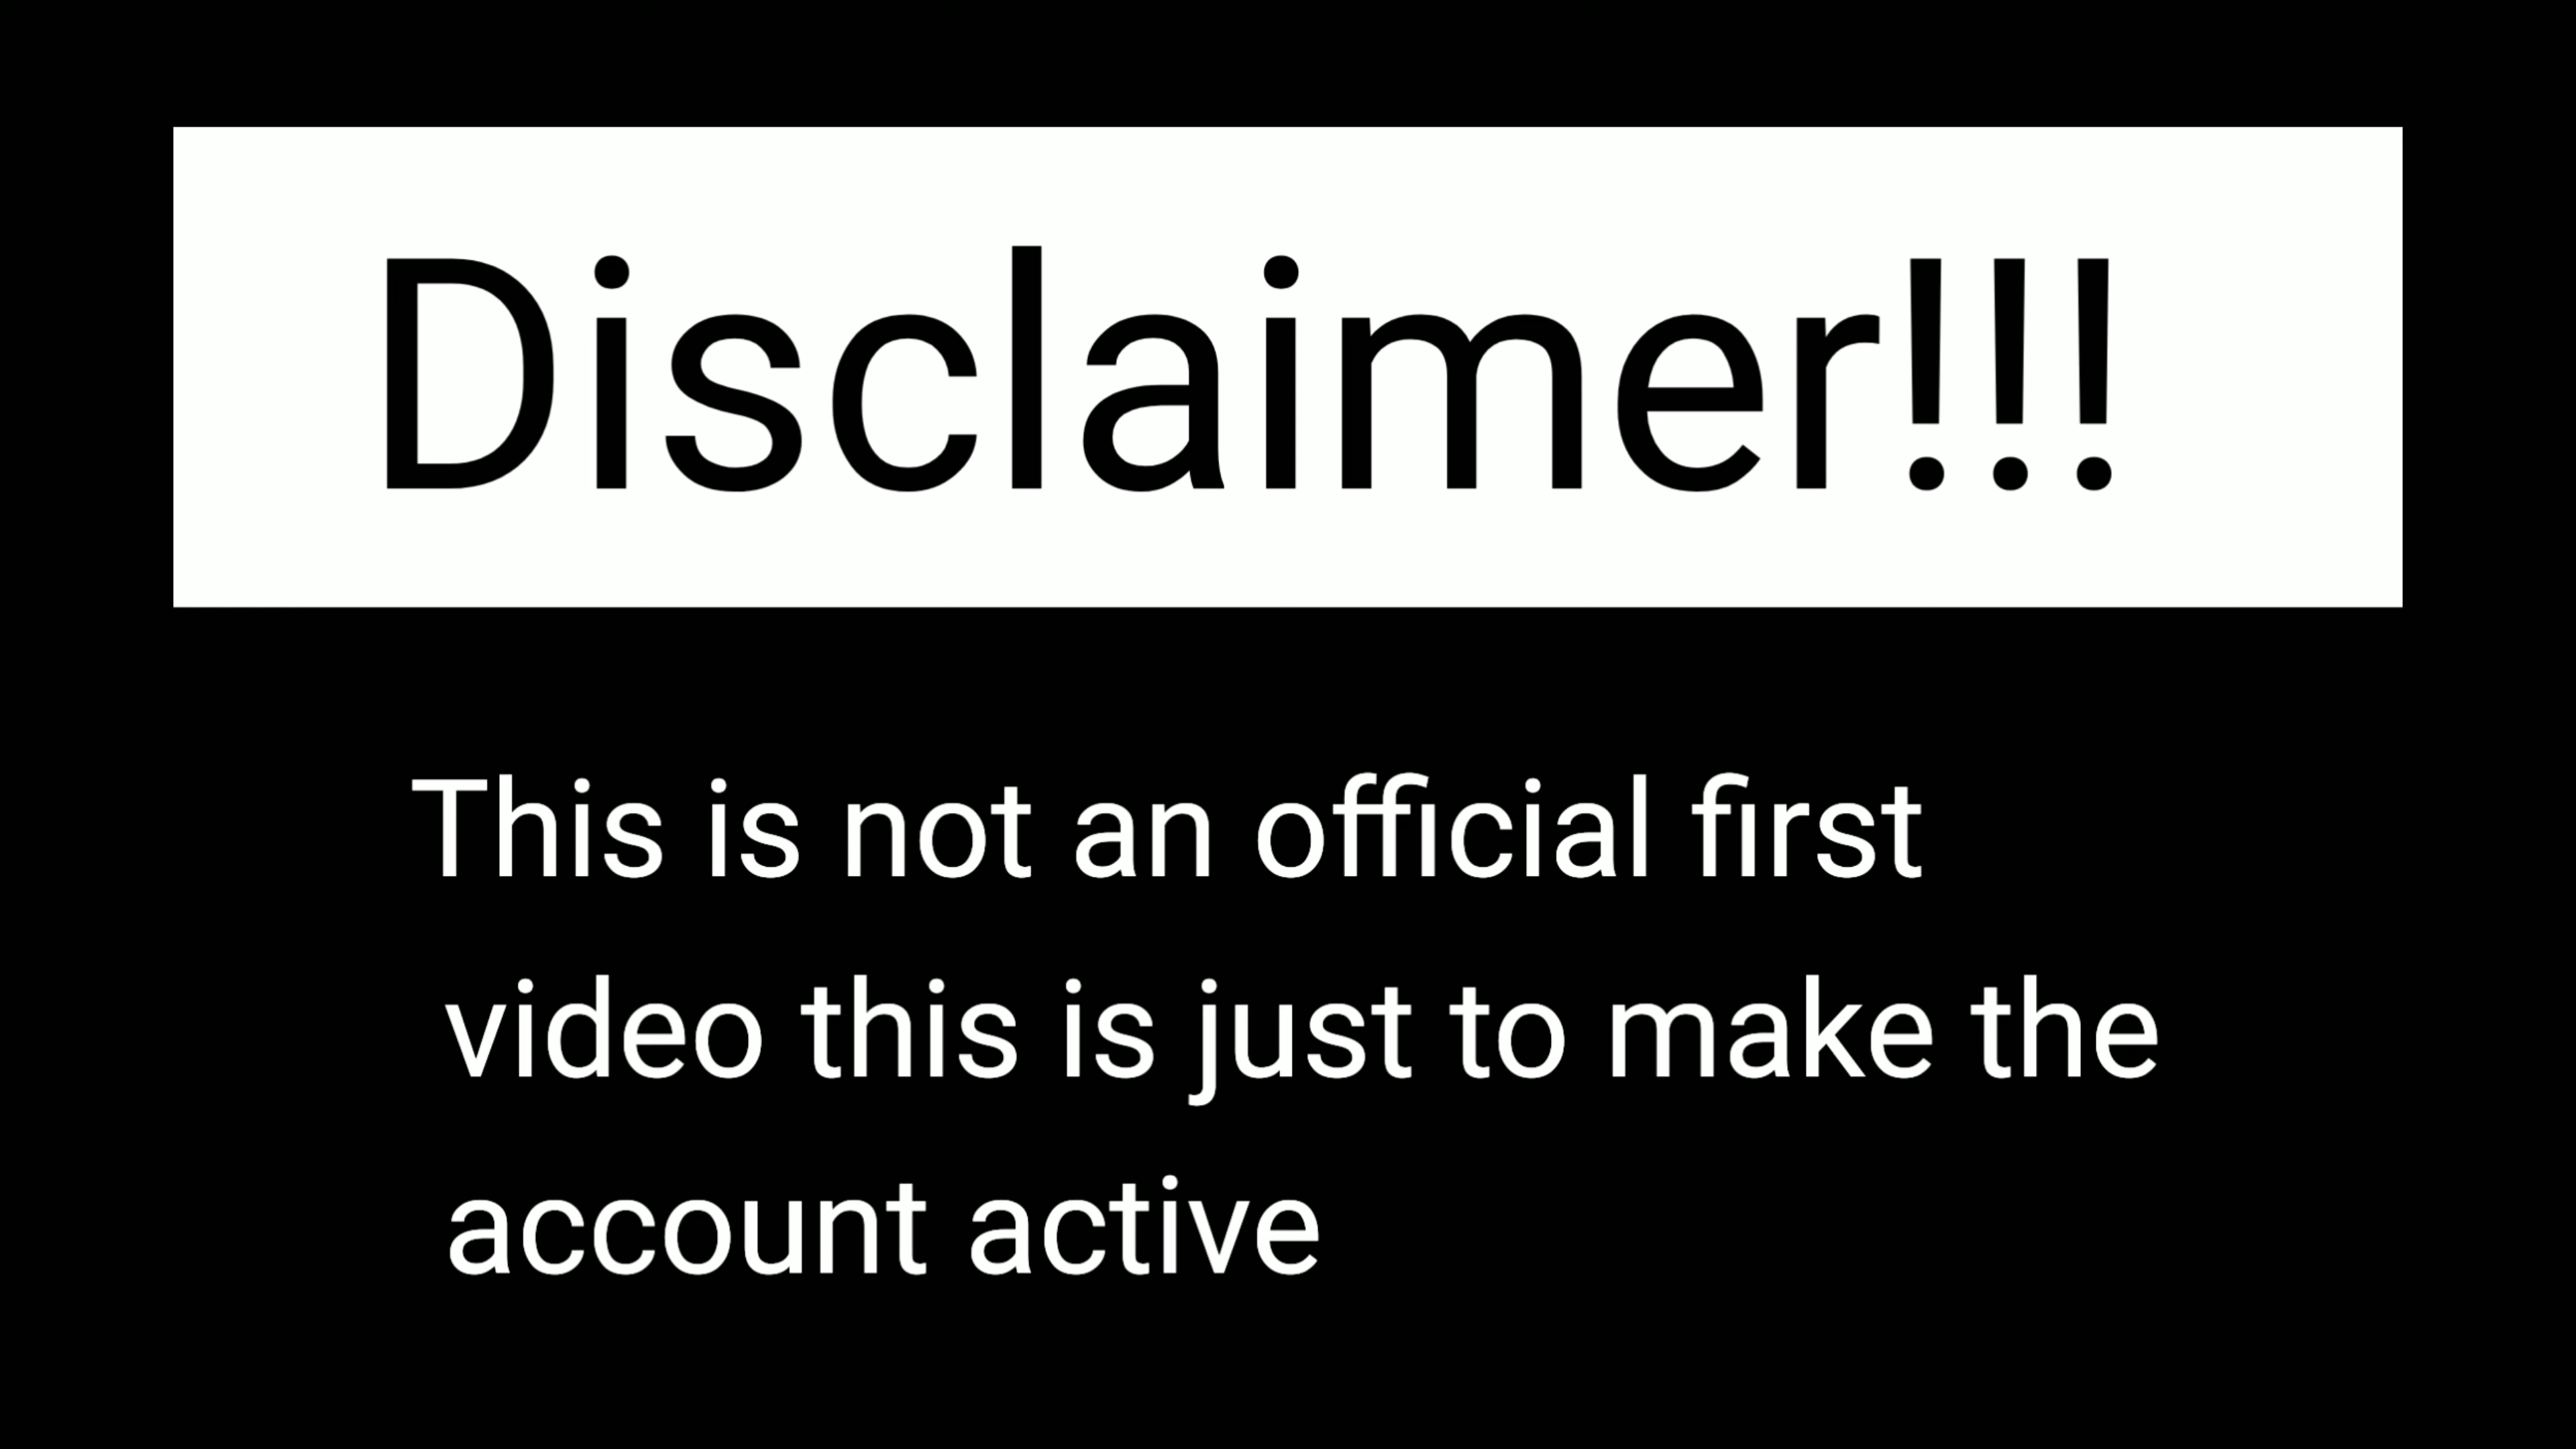 Disclaimer!!!
This is not an official first
video this is just to make the
account active